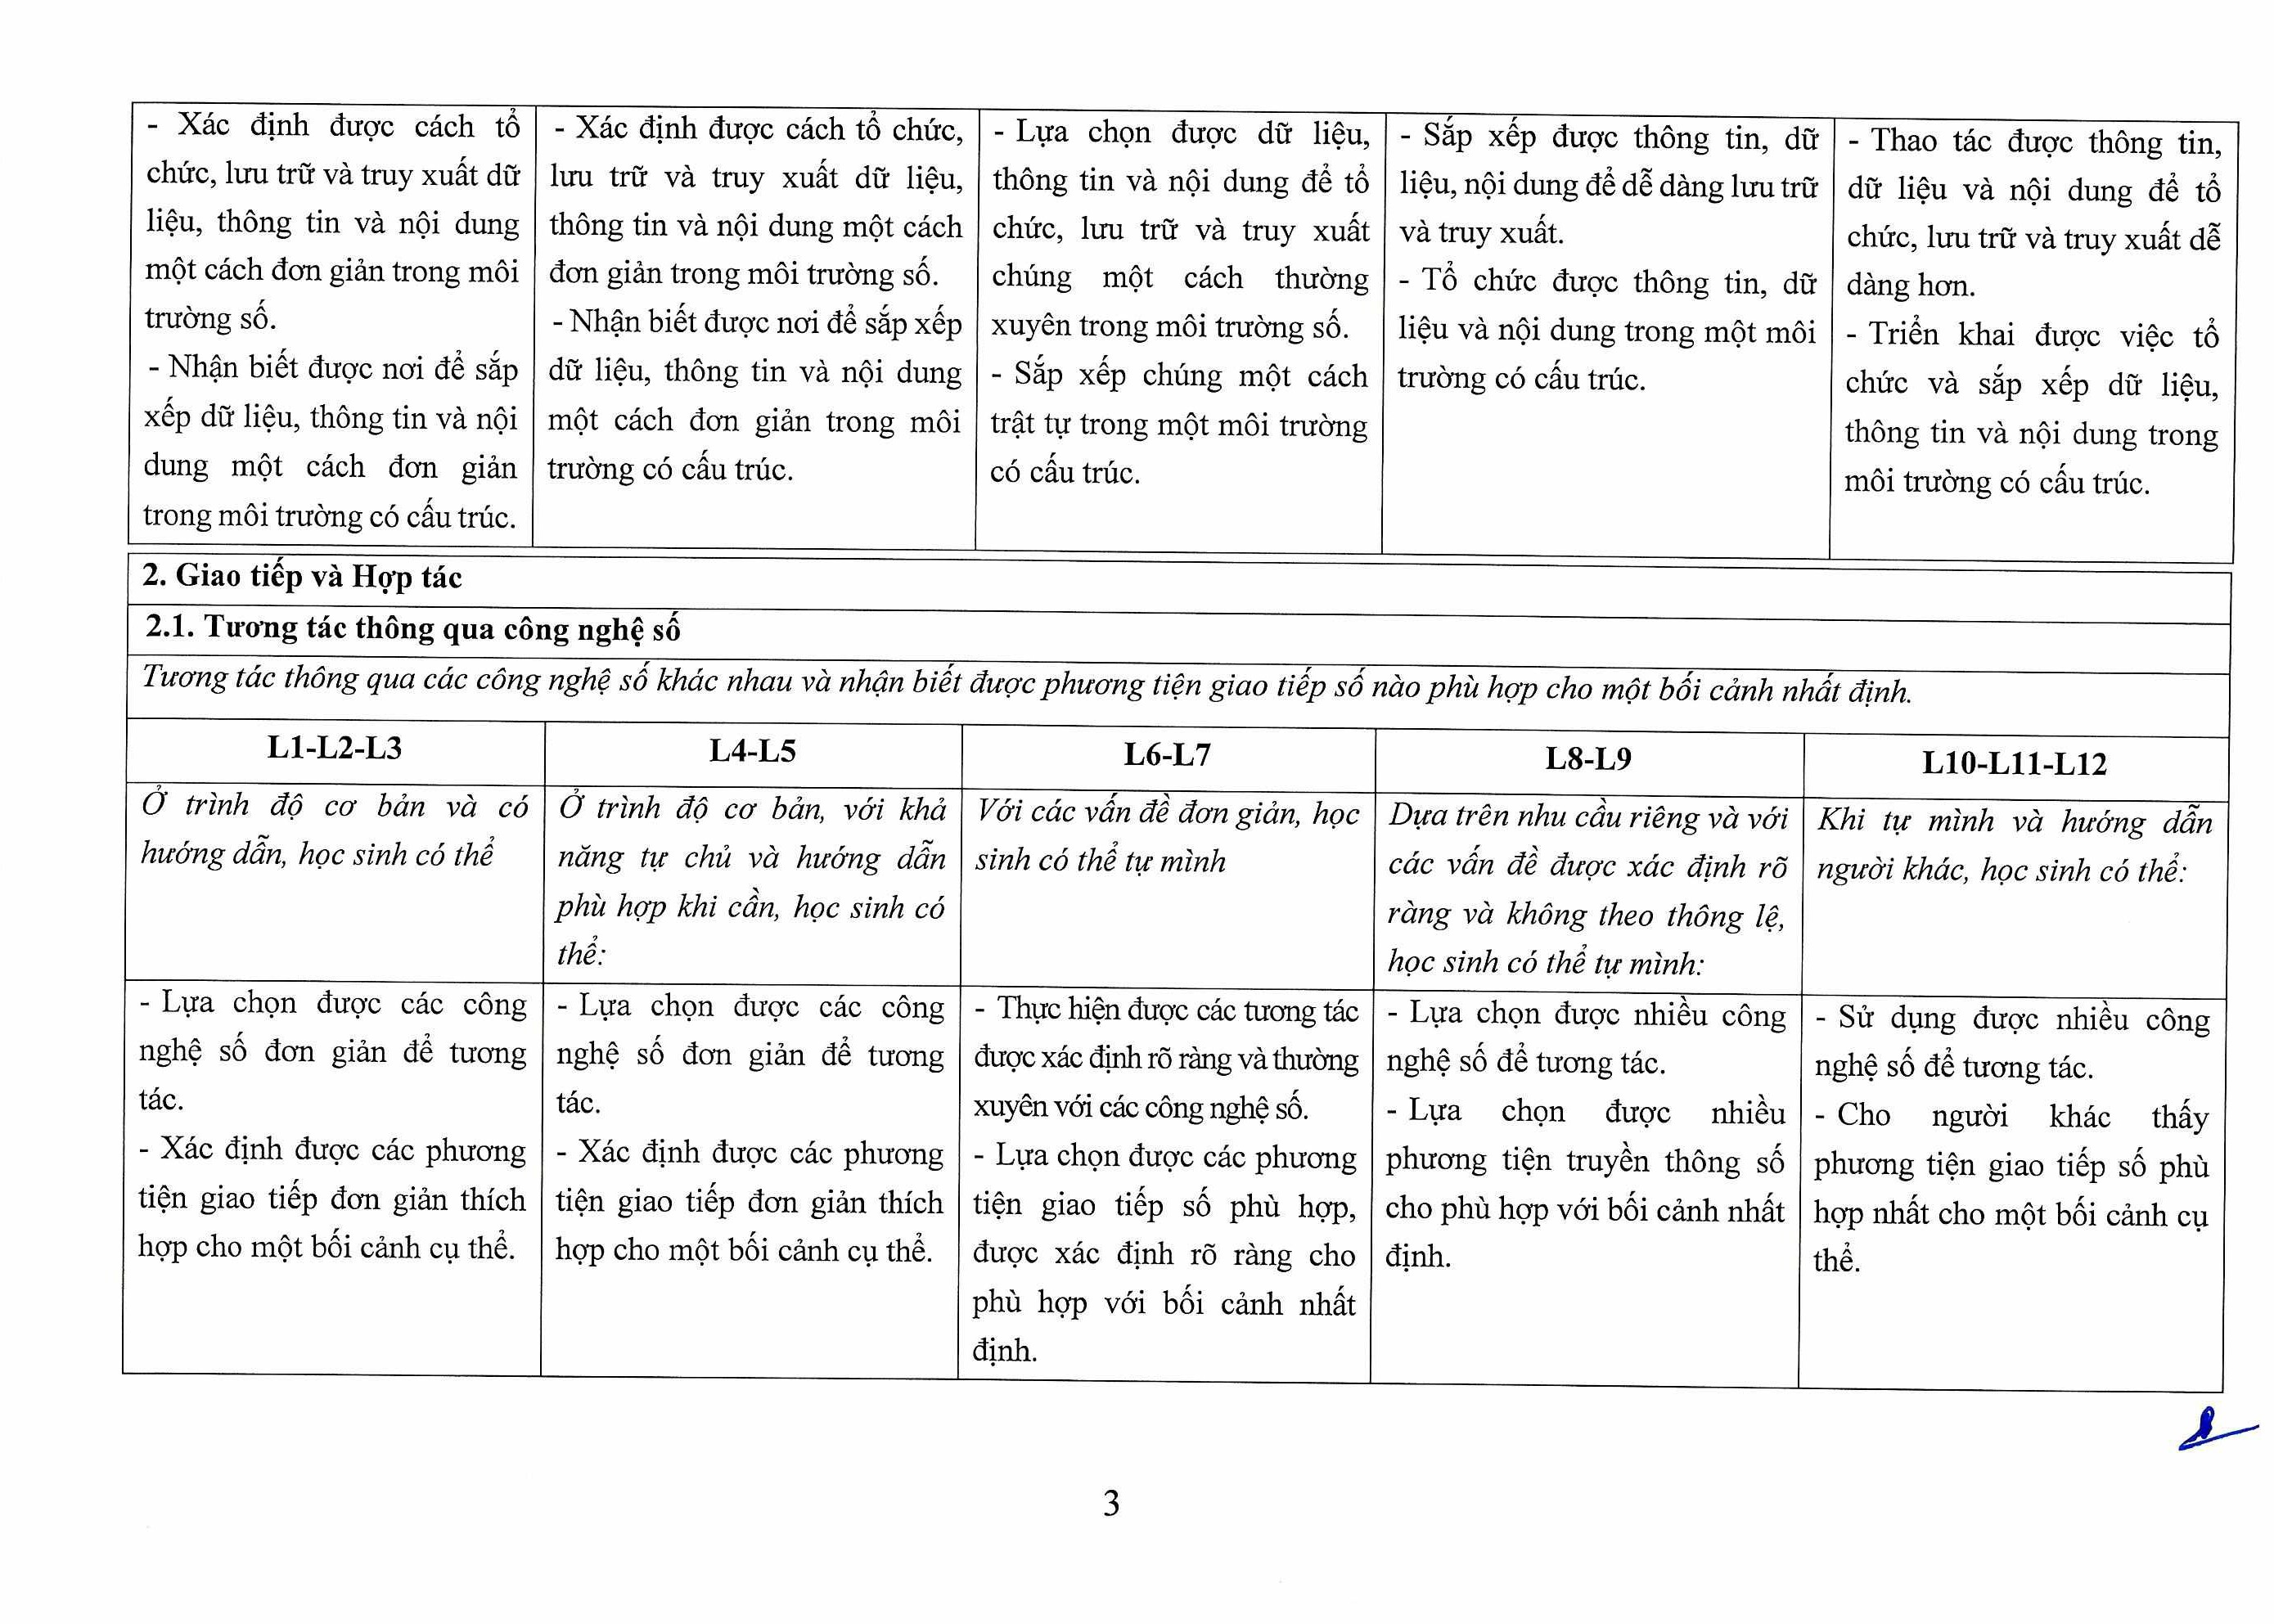 - Xác định được cách tổ
chức, lưu trữ và truy xuất dữ
liệu, thông tin và nội dung
một cách đơn giản trong môi
trường số.
- Nhận biết được nơi để sắp
xếp dữ liệu, thông tin và nội
dung một cách đơn giản
trong môi trường có cấu trúc.
- Xác định được cách tổ chức,
lưu trữ và truy xuất dữ liệu,
thông tin và nội dung một cách
đơn giản trong môi trường số.
- Nhận biết được nơi để sắp xếp
dữ liệu, thông tin và nội dung
một cách đơn giản trong môi
trường có cấu trúc.
- Lựa chọn được dữ liệu,
thông tin và nội dung để tổ
chức, lưu trữ và truy xuất
chúng một cách thường
xuyên trong môi trường số.
- Sắp xếp chúng một cách
trật tự trong một môi trường
có cấu trúc.
- Sắp xếp được thông tin, dữ
liệu, nội dung để dễ dàng lưu trữ
và truy xuất.
- Tổ chức được thông tin, dữ
liệu và nội dung trong một môi
trường có cấu trúc.
- Thao tác được thông tin,
dữ liệu và nội dung để tổ
chức, lưu trữ và truy xuất dễ
dàng hơn.
- Triển khai được việc tổ
chức và sắp xếp dữ liệu,
thông tin và nội dung trong
môi trường có cấu trúc.
2. Giao tiếp và Hợp tác
2.1. Tương tác thông qua công nghệ số
Tương tác thông qua các công nghệ số khác nhau và nhận biết được phương tiện giao tiếp số nào phù hợp cho một bối cảnh nhất định.
L1-L2-L3
L4-L5
L6-L7
L8-L9
L10-L11-L12
Ở trình độ cơ bản và có
hướng dẫn, học sinh có thể
Ở trình độ cơ bản, với khả
năng tự chủ và hướng dẫn
phù hợp khi cần, học sinh có
thể:
Với các vấn đề đơn giản, học
sinh có thể tự mình
Dựa trên nhu cầu riêng và với
các vấn đề được xác định rõ
ràng và không theo thông lệ,
học sinh có thể tự mình:
Khi tự mình và hướng dẫn
người khác, học sinh có thể:
- Lựa chọn được các công
nghệ số đơn giản để tương
tác.
- Xác định được các phương
tiện giao tiếp đơn giản thích
hợp cho một bối cảnh cụ thể.
- Lựa chọn được các công
nghệ số đơn giản để tương
tác.
- Xác định được các phương
tiện giao tiếp đơn giản thích
hợp cho một bối cảnh cụ thể.
- Thực hiện được các tương tác
được xác định rõ ràng và thường
xuyên với các công nghệ số.
- Lựa chọn được các phương
tiện giao tiếp số phù hợp,
được xác định rõ ràng cho
phù hợp với bối cảnh nhất
định.
- Lựa chọn được nhiều công
nghệ số để tương tác.
- Lựa chọn được nhiều
phương tiện truyền thông số
cho phù hợp với bối cảnh nhất
định.
- Sử dụng được nhiều công
nghệ số để tương tác.
- Cho người khác thấy
phương tiện giao tiếp số phù
hợp nhất cho một bối cảnh cụ
thể.
3